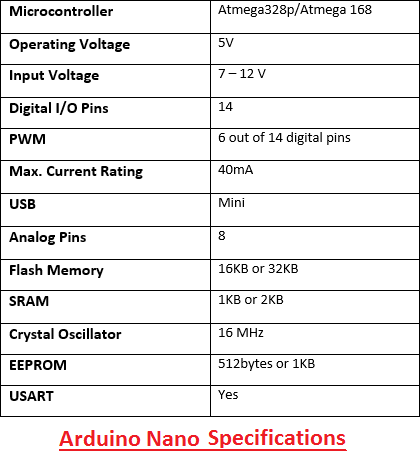 Microcontroller Atmega328p/Atmega 168
Operating Voltage 5V
Input Voltage 7 – 12 V
Digital I/O Pins 14
PWM 6 out of 14 digital pins
Max. Current Rating 40mA
USB Mini
Analog Pins 8
Flash Memory 16KB or 32KB
SRAM 1KB or 2KB
Crystal Oscillator 16 MHz
EEPROM 512bytes or 1KB
USART Yes
Arduino Nano Specifications